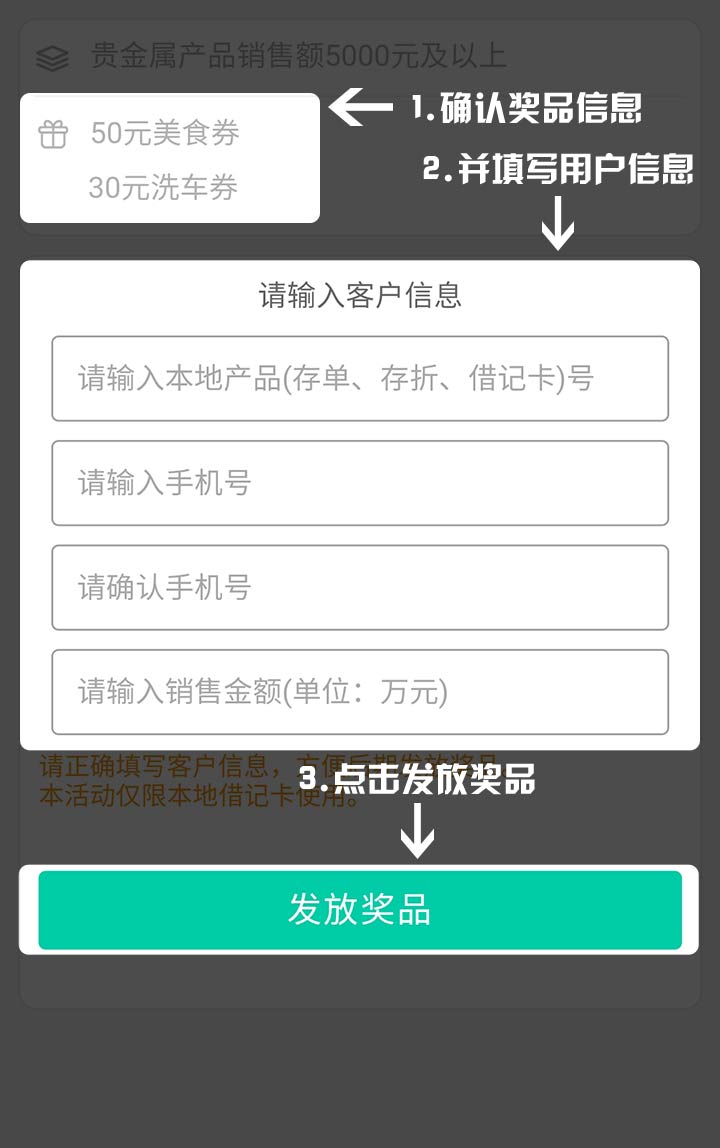 贵金属产品销售额5000元及以上
1.确认奖品信息
50元美食券
2.并填写用户信息
30元洗车券
请输入客户信息
请输入本地产品(存单、存折、借记卡)号
请输入手机号
请确认手机号
请输入销售金额(单位：万元)
请正确填写客户信息，方便后期发放奖品
3.点击发放奖品
本活动仅限本地借记卡使用。
发放奖品